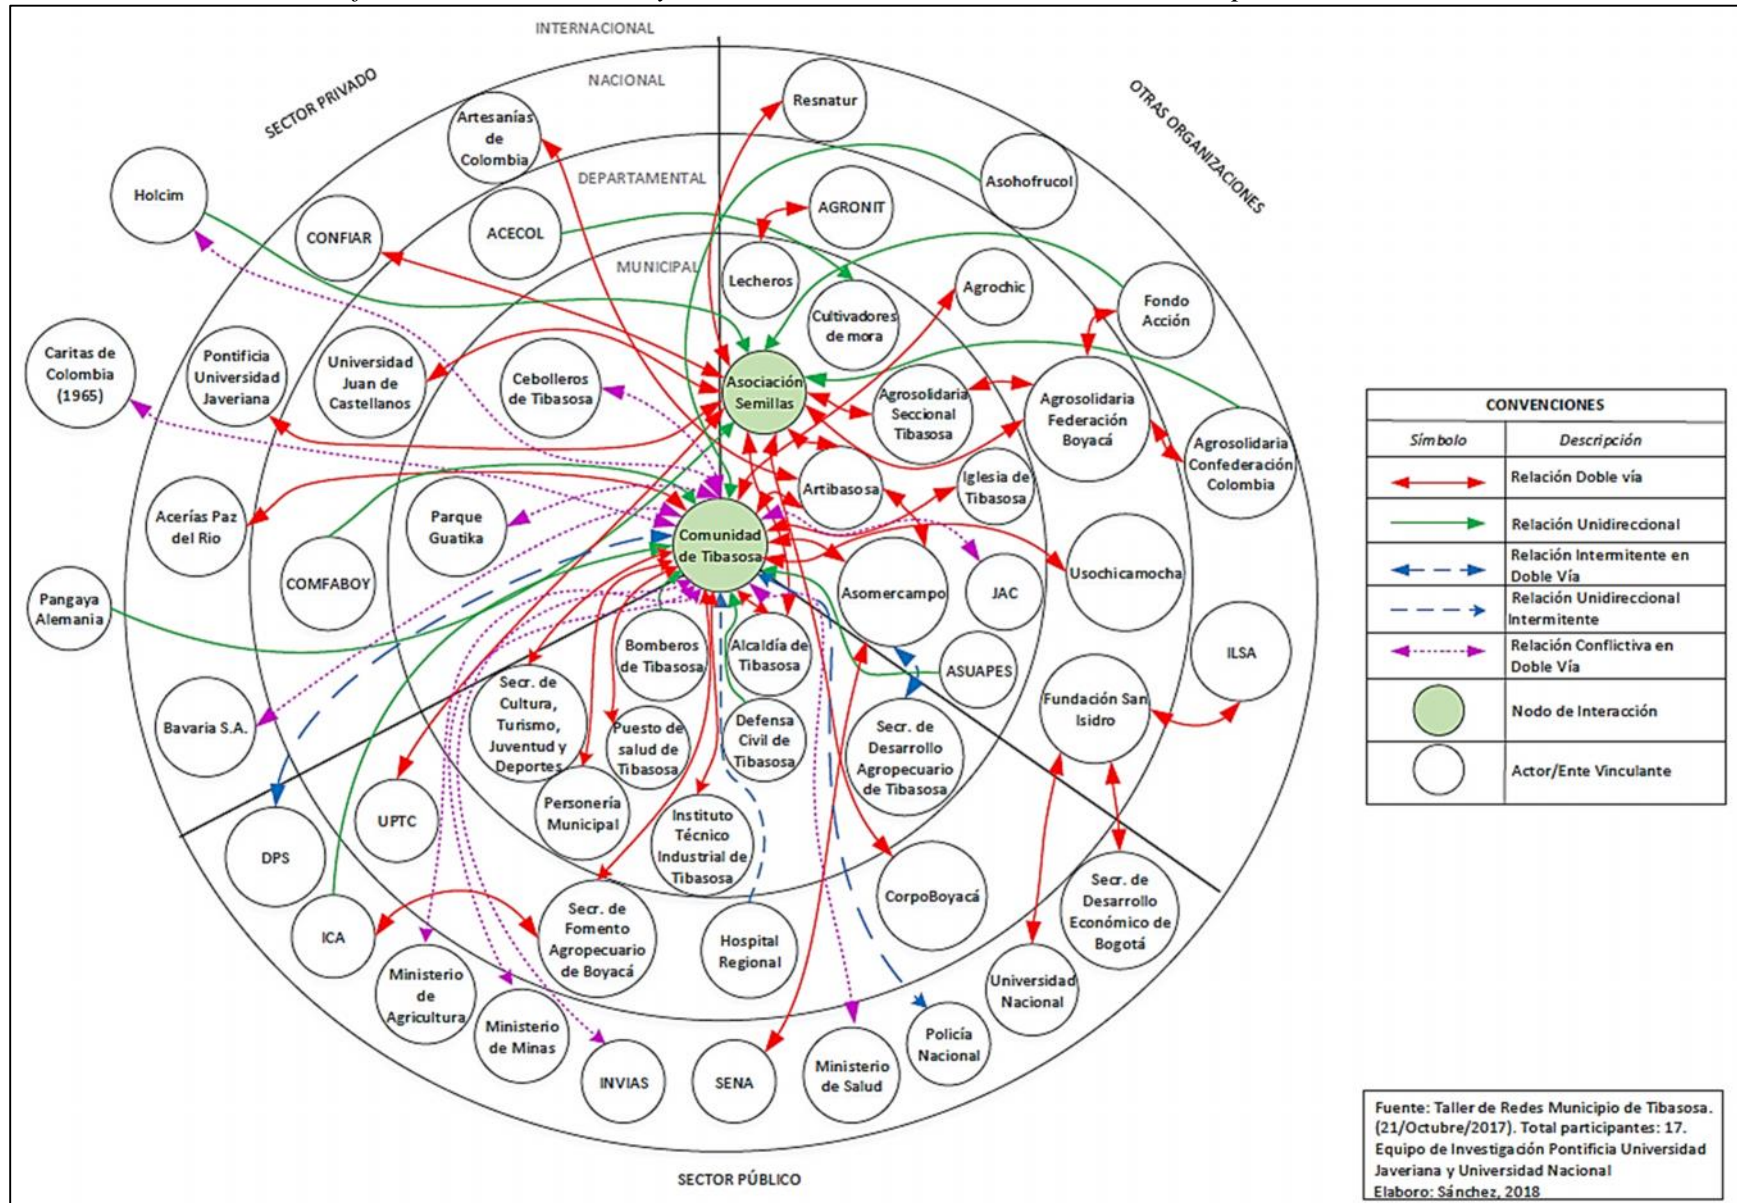 INTERNACIONAL
NACIONAL
DEPARTAMENTAL
MUNICIPAL
SECTOR PRIVADO
OTRAS ORGANIZACIONES
SECTOR PÚBLICO
Artesanías
de
Colombia
Resnatur
Asohofrucol
Holcim
CONFIAR
ACECOL
AGRONIT
Lecheros
Agrochic
Fondo
Acción
Cultivadores
de mora
Caritas de
Colombia
(1965)
Pontificia
Universidad
Javeriana
Universidad
Juan de
Castellanos
Cebolleros
de Tibasosa
Asociación
Semillas
Agrosolidaria
Seccional
Tibasosa
Agrosolidaria
Federación
Boyacá
Agrosolidaria
Confederación
Colombia
Artibasosa
Iglesia de
Tibasosa
Acerías Paz
del Rio
Parque
Guatika
Comunidad
de Tibasosa
COMFABOY
Asomercampo
JAC
Usochicamocha
Pangaya
Alemania
Bomberos
de Tibasosa
Alcaldía de
Tibasosa
ASUAPES
ILSA
Bavaria S.A.
Secr. de
Cultura,
Turismo,
Juventud y
Deportes
Puesto de
salud de
Tibasosa
Defensa
Civil de
Tibasosa
Secr. de
Desarrollo
Agropecuario
de Tibasosa
Fundación San
Isidro
UPTC
Personería
Municipal
Instituto
Técnico
Industrial de
Tibasosa
DPS
ICA
Secr. de
Fomento
Agropecuario
de Boyacá
Hospital
Regional
CorpoBoyacá
Secr. de
Desarrollo
Económico de
Bogotá
Ministerio
de
Agricultura
Ministerio
de Minas
INVIAS
SENA
Ministerio
de Salud
Policía
Nacional
Universidad
Nacional
CONVENCIONES
Símbolo Descripción
Relación Doble vía
Relación Unidireccional
Relación Intermitente en
Doble Vía
Relación Unidireccional
Intermitente
Relación Conflictiva en
Doble Vía
Nodo de Interacción
Actor/Ente Vinculante
Fuente: Taller de Redes Municipio de Tibasosa.
(21/Octubre/2017). Total participantes: 17.
Equipo de Investigación Pontificia Universidad
Javeriana y Universidad Nacional
Elaboro: Sánchez, 2018